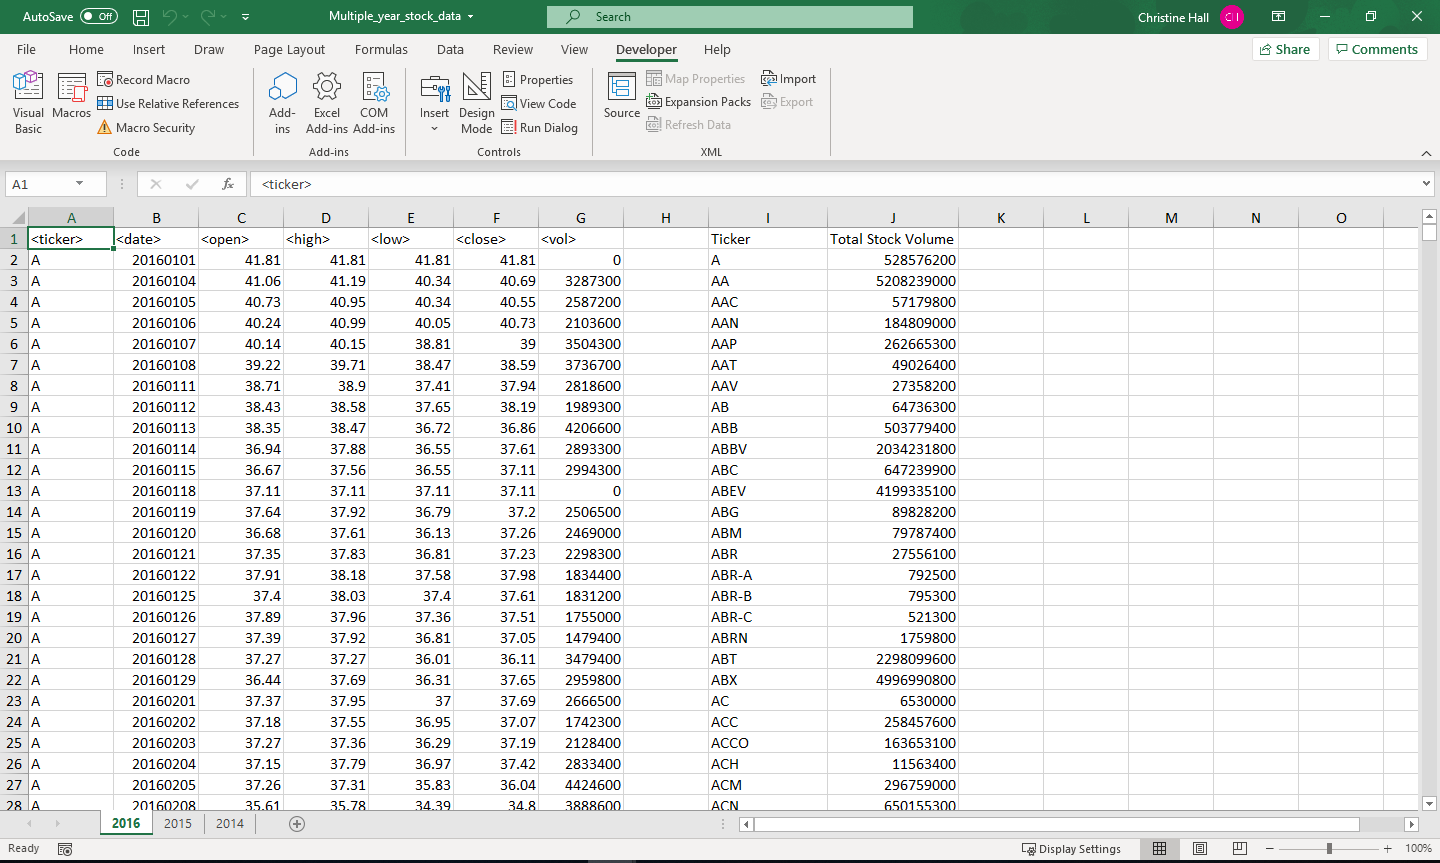 AutoSave Off Multiple_year_stock_data Search Christine Hall CH
File Home Insert Draw Page Layout Formulas Data Review View Developer Help Share Comments
Visual Basic Macros Record Macro Use Relative References Macro Security
Add-ins Excel Add-ins COM Add-ins
Insert Design Mode Properties View Code Run Dialog
Source Map Properties Expansion Packs Refresh Data Import Export
Code Add-ins Controls XML
A1 fx <ticker>
A B C D E F G H I J K L M N O
1 <ticker> <date> <open> <high> <low> <close> <vol> Ticker Total Stock Volume
2 A 20160101 41.81 41.81 41.81 41.81 0 A 528576200
3 A 20160104 41.06 41.19 40.34 40.69 3287300 AA 5208239000
4 A 20160105 40.73 40.95 40.34 40.55 2587200 AAC 57179800
5 A 20160106 40.24 40.99 40.05 40.73 2103600 AAN 184809000
6 A 20160107 40.14 40.15 38.81 39 3504300 AAP 262665300
7 A 20160108 39.22 39.71 38.47 38.59 3736700 AAT 49026400
8 A 20160111 38.71 38.9 37.41 37.94 2818600 AAV 27358200
9 A 20160112 38.43 38.58 37.65 38.19 1989300 AB 64736300
10 A 20160113 38.35 38.47 36.72 36.86 4206600 ABB 503779400
11 A 20160114 36.94 37.88 36.55 37.61 2893300 ABBV 2034231800
12 A 20160115 36.67 37.56 36.55 37.11 2994300 ABC 647239900
13 A 20160118 37.11 37.11 37.11 37.11 0 ABEV 4199335100
14 A 20160119 37.64 37.92 36.79 37.2 2506500 ABG 89828200
15 A 20160120 36.68 37.61 36.13 37.26 2469000 ABM 79787400
16 A 20160121 37.35 37.83 36.81 37.23 2298300 ABR 27556100
17 A 20160122 37.91 38.18 37.58 37.98 1834400 ABR-A 792500
18 A 20160125 37.4 38.03 37.4 37.61 1831200 ABR-B 795300
19 A 20160126 37.89 37.96 37.36 37.51 1755000 ABR-C 521300
20 A 20160127 37.39 37.92 36.81 37.05 1479400 ABRN 1759800
21 A 20160128 37.27 37.27 36.01 36.11 3479400 ABT 2298099600
22 A 20160129 36.44 37.69 36.31 37.65 2959800 ABX 4996990800
23 A 20160201 37.37 37.95 37 37.69 2666500 AC 6530000
24 A 20160202 37.18 37.55 36.95 37.07 1742300 ACC 258457600
25 A 20160203 37.27 37.36 36.29 37.19 2128400 ACCO 163653100
26 A 20160204 37.15 37.79 36.97 37.42 2833400 ACH 11563400
27 A 20160205 37.26 37.31 35.83 36.04 4424600 ACM 296759000
28 A 20160208 35.61 35.78 34.39 34.8 3888600 ACN 650155300
2016 2015 2014
Ready Display Settings 100%